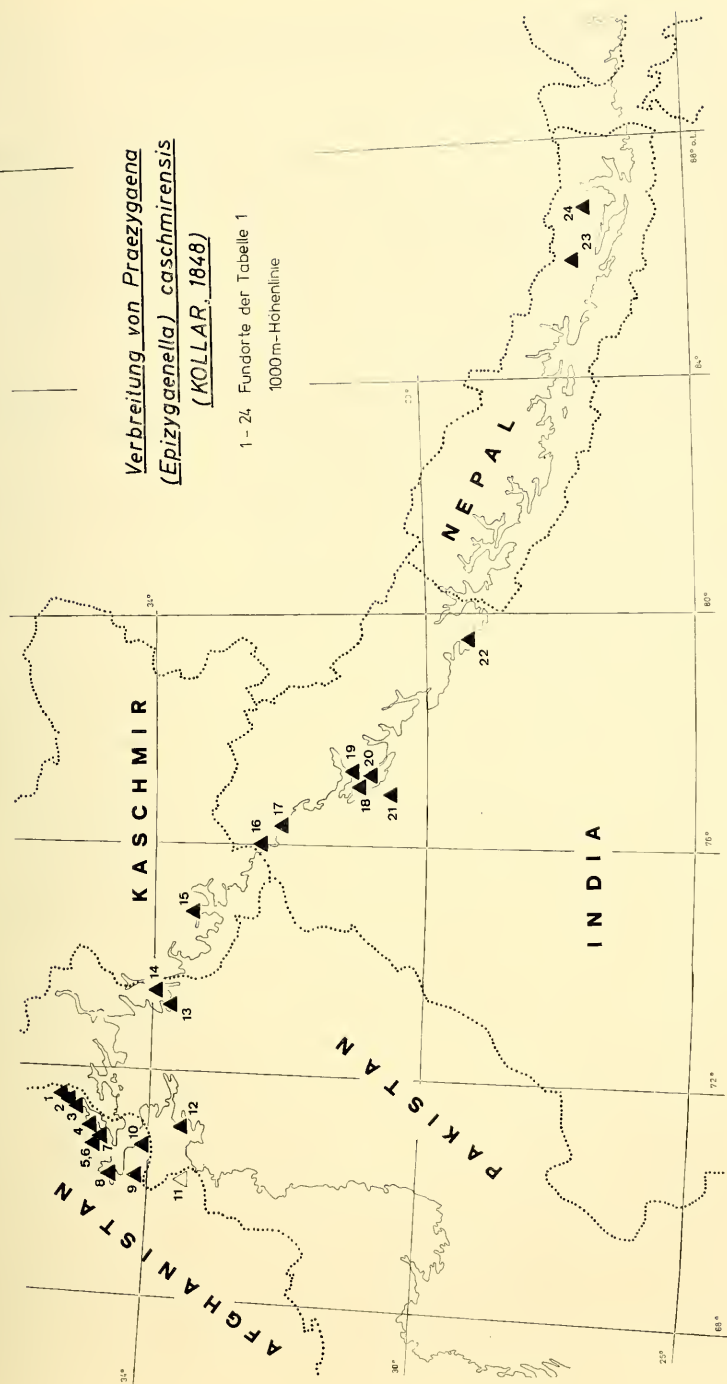 Verbreitung von Praezygaena
(Epizygaenella) caschmirensis
(KOLLAR, 1848)
1 - 24 Fundorte der Tabelle 1
1000m-Höhenlinie
AFGHANISTAN
PAKISTAN
KASCHMIR
INDIA
NEPAL
1
2
3
4
5,6
7
8
9
10
11
12
13
14
15
16
17
18
19
20
21
22
23
24
34°
34°
30°
25°
68°
72°
76°
80°
84°
88° ö.L.